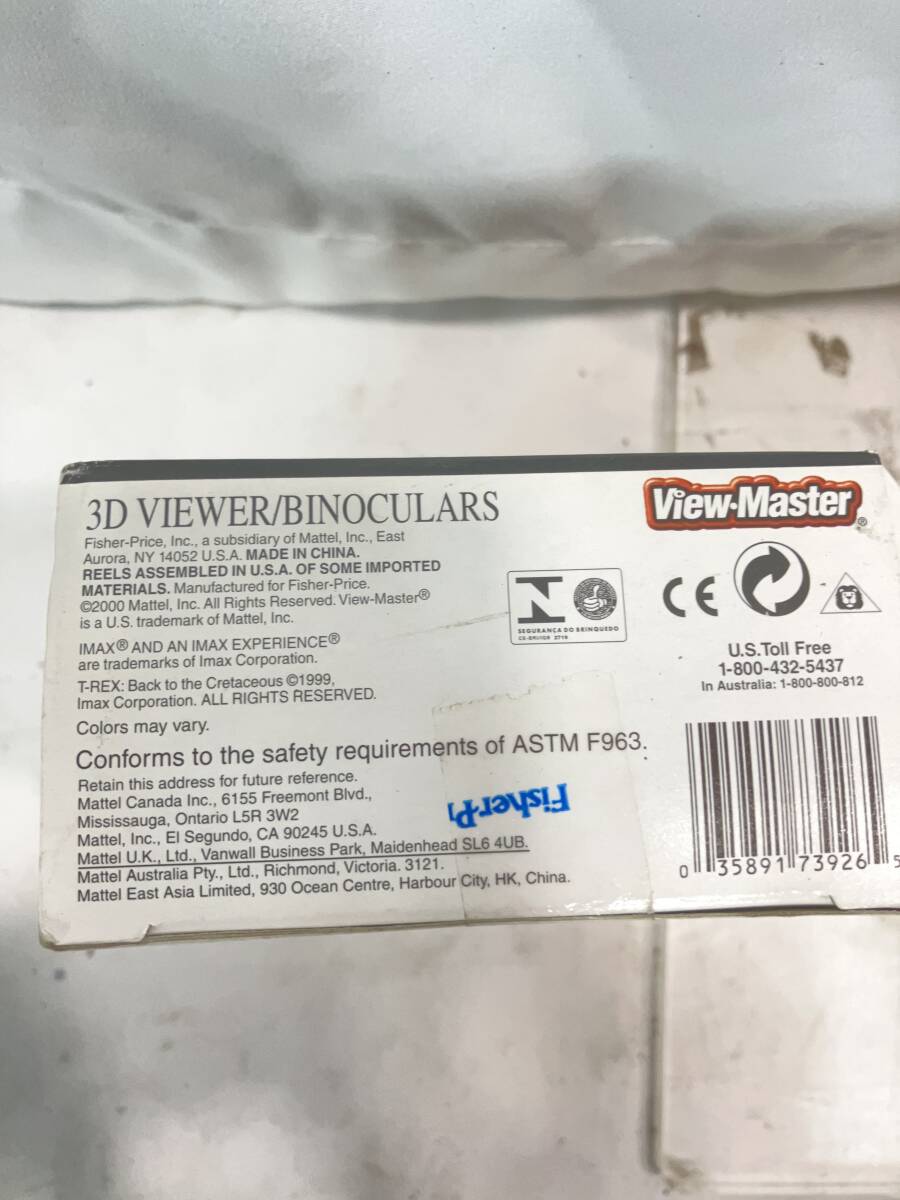 3D VIEWER/BINOCULARS
Fisher-Price, Inc., a subsidiary of Mattel, Inc., East
Aurora, NY 14052 U.S.A. MADE IN CHINA.
REELS ASSEMBLED IN U.S.A. OF SOME IMPORTED
MATERIALS. Manufactured for Fisher-Price.
©2000 Mattel, Inc. All Rights Reserved. View-Master®
is a U.S. trademark of Mattel, Inc.
IMAX® AND AN IMAX EXPERIENCE®
are trademarks of Imax Corporation.
T-REX: Back to the Cretaceous ©1999,
Imax Corporation. ALL RIGHTS RESERVED.
Colors may vary.
Conforms to the safety requirements of ASTM F963.
Retain this address for future reference.
Mattel Canada Inc., 6155 Freemont Blvd.,
Mississauga, Ontario L5R 3W2
Mattel, Inc., El Segundo, CA 90245 U.S.A.
Mattel U.K., Ltd., Vanwall Business Park, Maidenhead SL6 4UB.
Mattel Australia Pty., Ltd., Richmond, Victoria. 3121.
Mattel East Asia Limited, 930 Ocean Centre, Harbour City, HK, China.
Fisher-P
View-Master®
SEGURANÇA DO BRINQUEDO
CE
U.S.Toll Free
1-800-432-5437
In Australia: 1-800-800-812
0 35891 73926 5